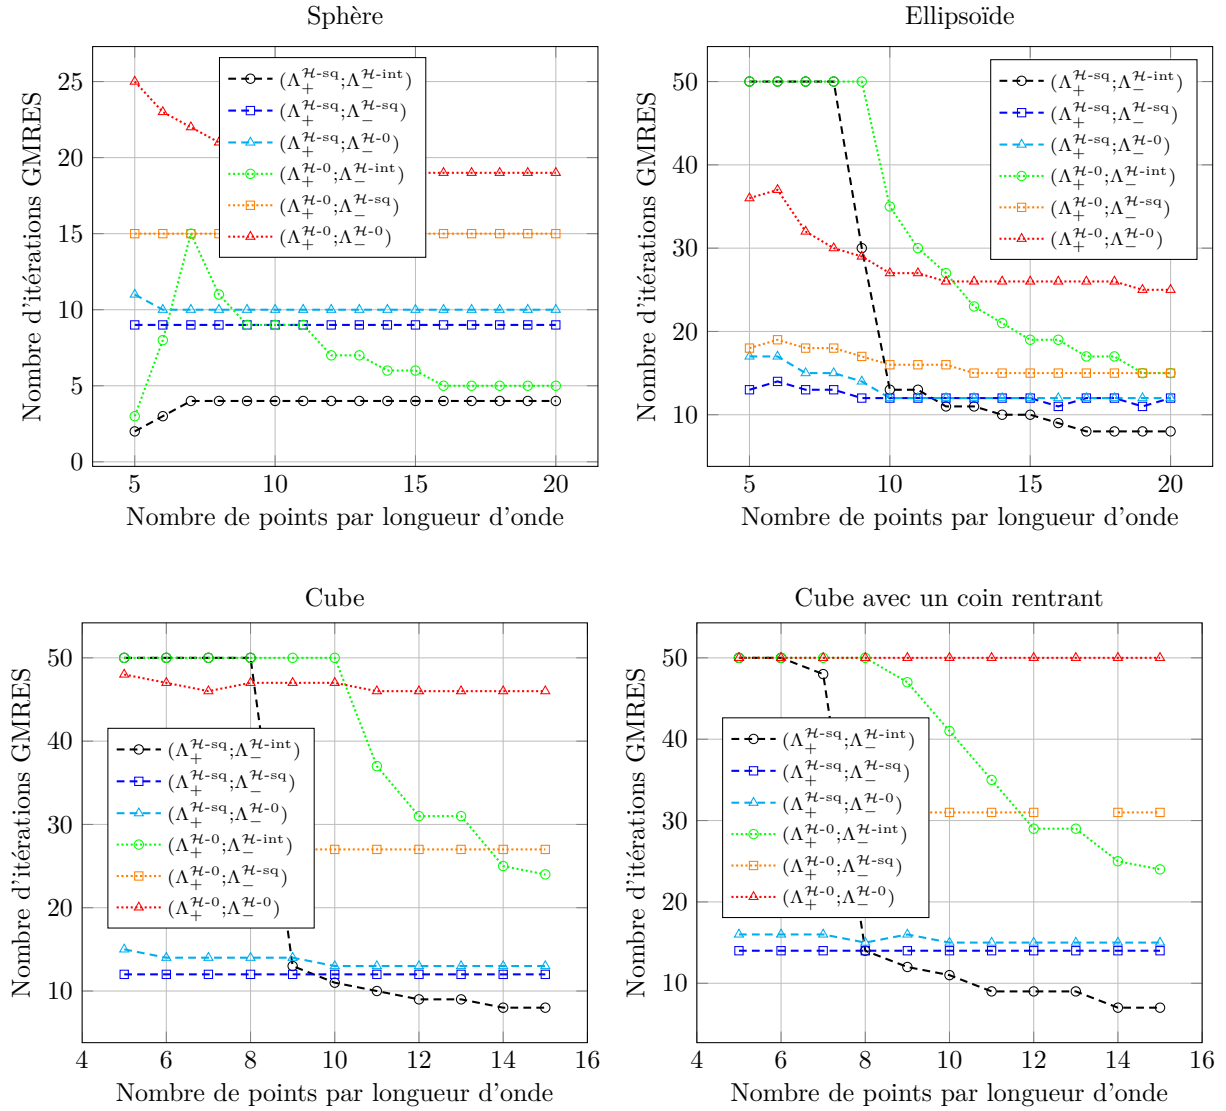 Sphère
Nombre d'itérations GMRES
25
20
15
10
5
0
(Λ₊^ℋ-sq;Λ₋^ℋ-int)
(Λ₊^ℋ-sq;Λ₋^ℋ-sq)
(Λ₊^ℋ-sq;Λ₋^ℋ-0)
(Λ₊^ℋ-0;Λ₋^ℋ-int)
(Λ₊^ℋ-0;Λ₋^ℋ-sq)
(Λ₊^ℋ-0;Λ₋^ℋ-0)
5 10 15 20
Nombre de points par longueur d'onde
Ellipsoïde
Nombre d'itérations GMRES
50
40
30
20
10
(Λ₊^ℋ-sq;Λ₋^ℋ-int)
(Λ₊^ℋ-sq;Λ₋^ℋ-sq)
(Λ₊^ℋ-sq;Λ₋^ℋ-0)
(Λ₊^ℋ-0;Λ₋^ℋ-int)
(Λ₊^ℋ-0;Λ₋^ℋ-sq)
(Λ₊^ℋ-0;Λ₋^ℋ-0)
5 10 15 20
Nombre de points par longueur d'onde
Cube
Nombre d'itérations GMRES
50
40
30
20
10
(Λ₊^ℋ-sq;Λ₋^ℋ-int)
(Λ₊^ℋ-sq;Λ₋^ℋ-sq)
(Λ₊^ℋ-sq;Λ₋^ℋ-0)
(Λ₊^ℋ-0;Λ₋^ℋ-int)
(Λ₊^ℋ-0;Λ₋^ℋ-sq)
(Λ₊^ℋ-0;Λ₋^ℋ-0)
4 6 8 10 12 14 16
Nombre de points par longueur d'onde
Cube avec un coin rentrant
Nombre d'itérations GMRES
50
40
30
20
10
(Λ₊^ℋ-sq;Λ₋^ℋ-int)
(Λ₊^ℋ-sq;Λ₋^ℋ-sq)
(Λ₊^ℋ-sq;Λ₋^ℋ-0)
(Λ₊^ℋ-0;Λ₋^ℋ-int)
(Λ₊^ℋ-0;Λ₋^ℋ-sq)
(Λ₊^ℋ-0;Λ₋^ℋ-0)
4 6 8 10 12 14 16
Nombre de points par longueur d'onde